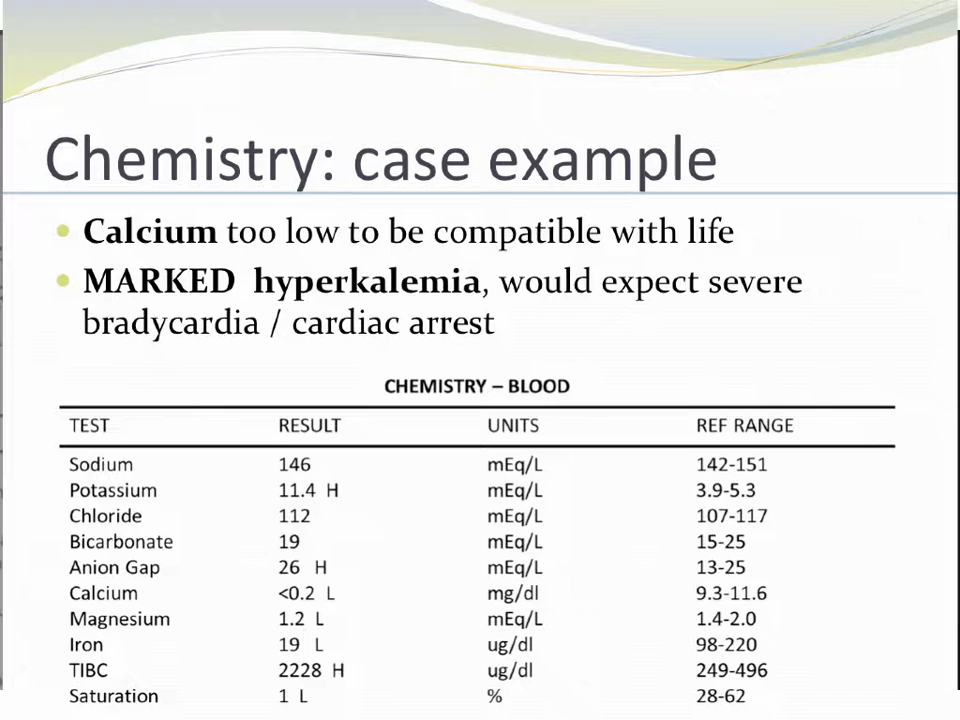 Chemistry: case example
Calcium too low to be compatible with life
MARKED hyperkalemia, would expect severe
bradycardia / cardiac arrest
CHEMISTRY – BLOOD
TEST RESULT UNITS REF RANGE
Sodium 146 mEq/L 142-151
Potassium 11.4 H mEq/L 3.9-5.3
Chloride 112 mEq/L 107-117
Bicarbonate 19 mEq/L 15-25
Anion Gap 26 H mEq/L 13-25
Calcium <0.2 L mg/dl 9.3-11.6
Magnesium 1.2 L mEq/L 1.4-2.0
Iron 19 L ug/dl 98-220
TIBC 2228 H ug/dl 249-496
Saturation 1 L % 28-62